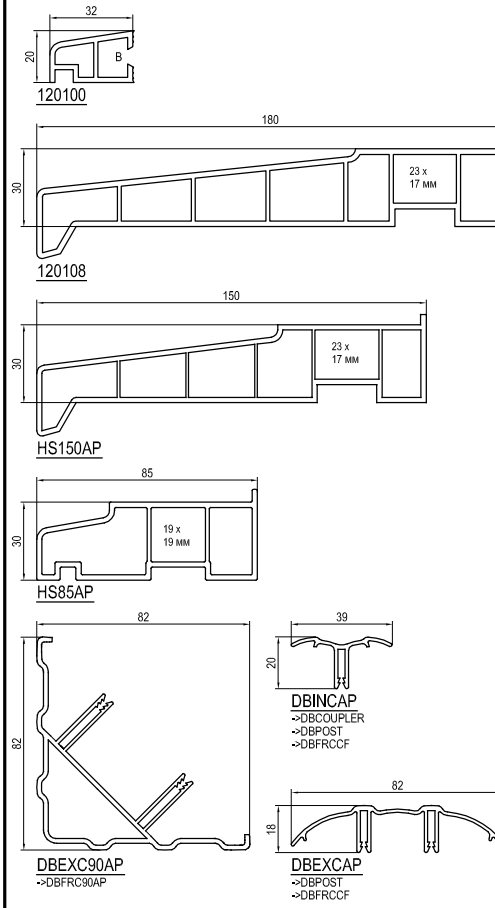 32
20
B
120100
180
30
23 x
17 мм
120108
150
30
23 x
17 мм
HS150AP
85
30
19 x
19 мм
HS85AP
82
82
DBEXC90AP
->DBFRC90AP
39
20
DBINCAP
->DBCOUPLER
->DBPOST
->DBFRCCF
82
18
DBEXCAP
->DBPOST
->DBFRCCF